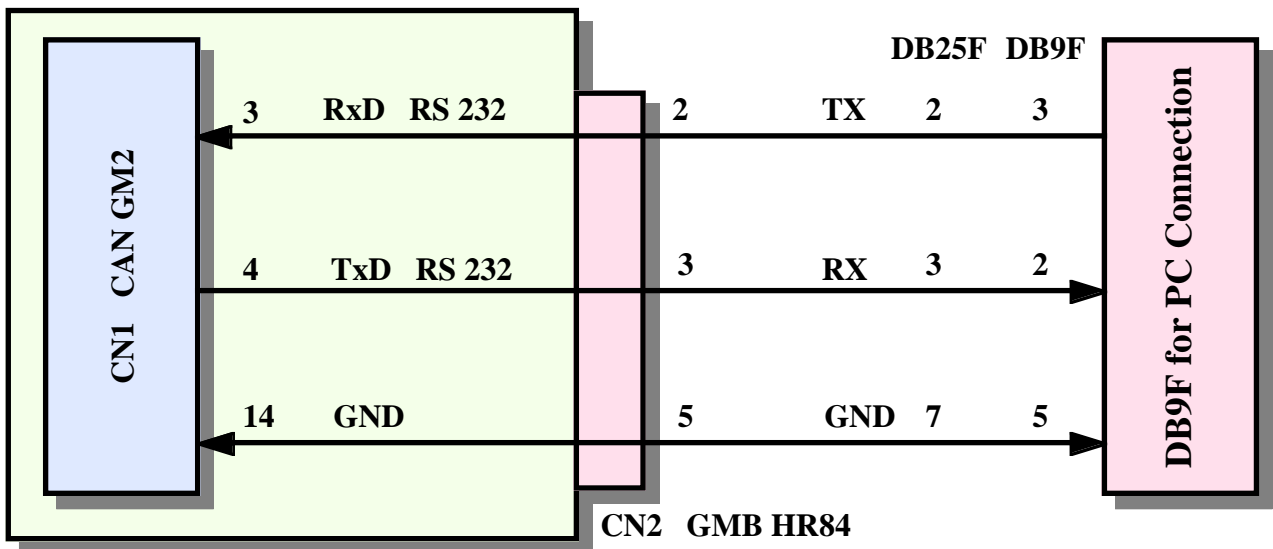 DB25F DB9F
3 RxD RS 232 2 TX 2 3
4 TxD RS 232 3 RX 3 2
14 GND 5 GND 7 5
CN1 CAN GM2
DB9F for PC Connection
CN2 GMB HR84